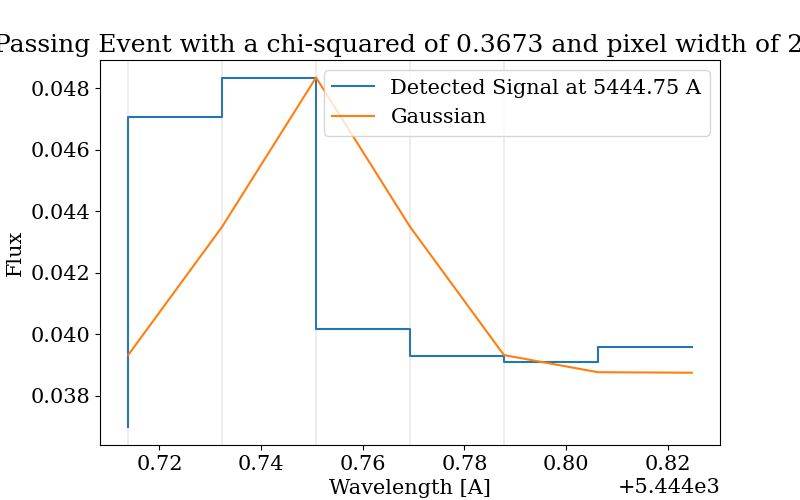 Passing Event with a chi-squared of 0.3673 and pixel width of 2
Detected Signal at 5444.75 A
Gaussian
0.048
0.046
0.044
0.042
0.040
0.038
Flux
0.72
0.74
0.76
0.78
0.80
0.82
Wavelength [A]
+5.444e3